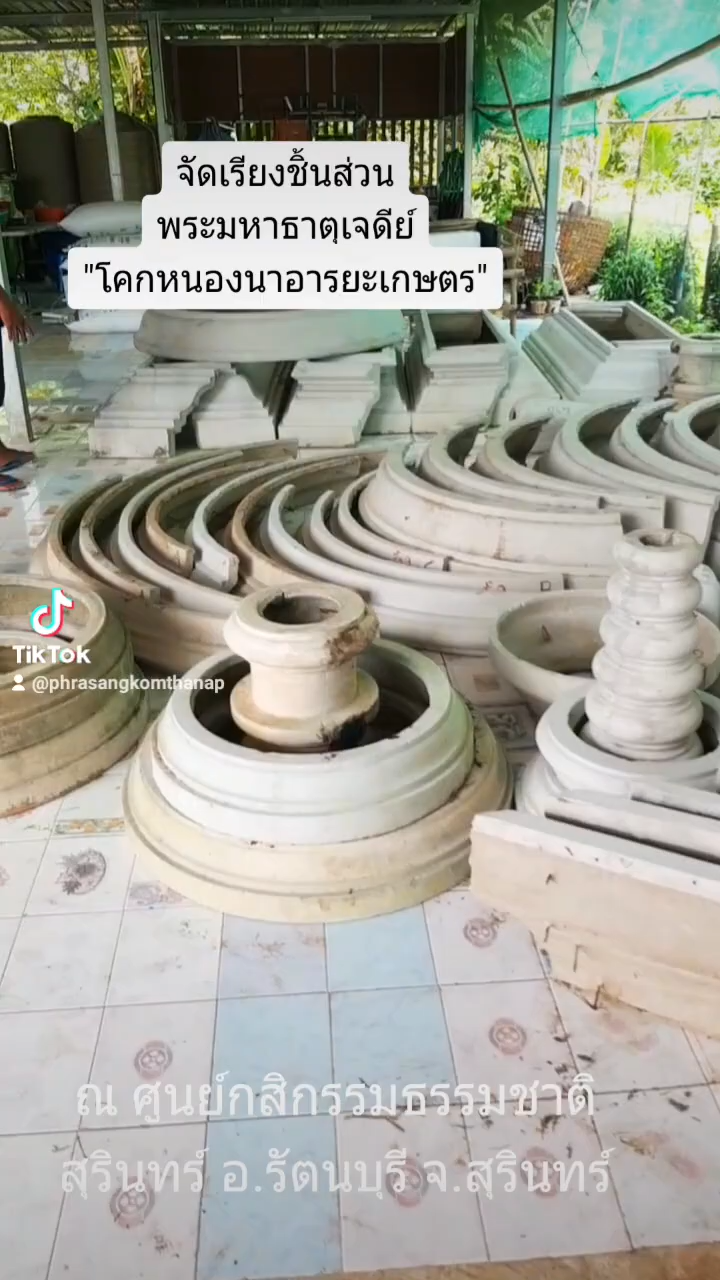 จัดเรียงชิ้นส่วน
พระมหาธาตุเจดีย์
"โคกหนองนาอารยะเกษตร"
TikTok
@phrasangkomthanap
ณ ศูนย์กสิกรรมธรรมชาติ
สุรินทร์ อ.รัตนบุรี จ.สุรินทร์